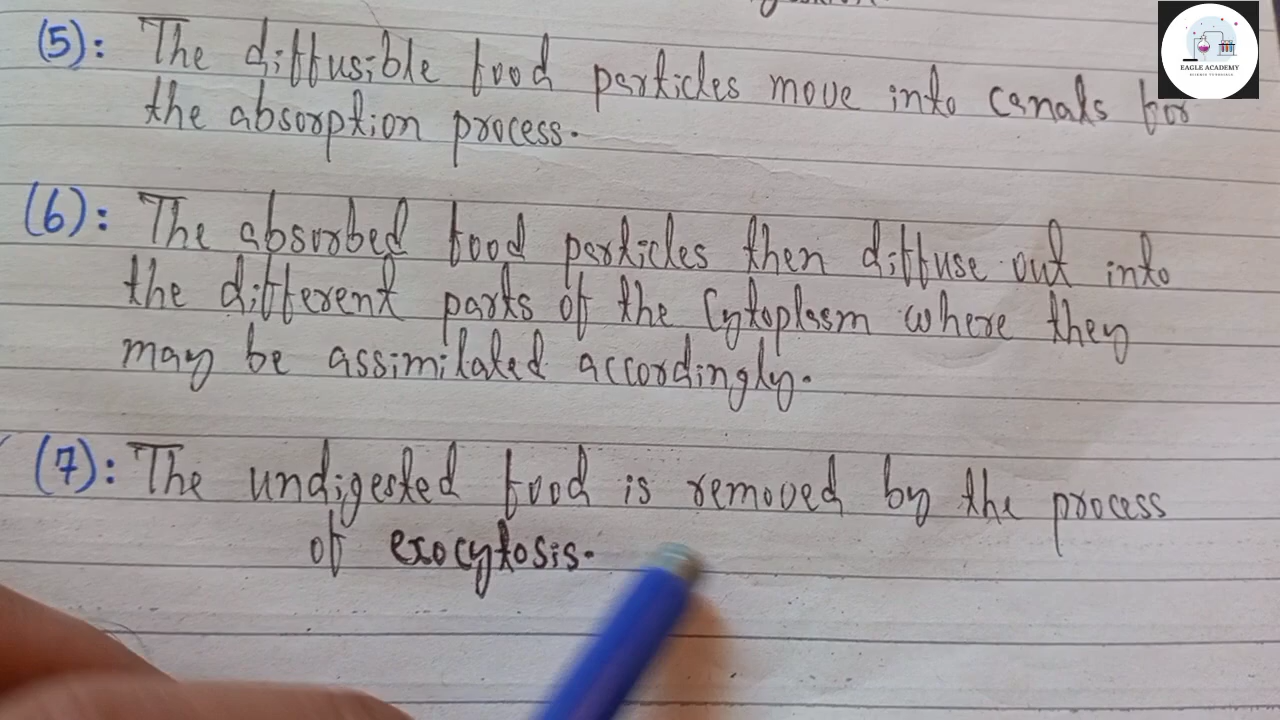 (5): The diffusible food particles move into canals for
the absorption process.
(6): The absorbed food particles then diffuse out into
the different parts of the Cytoplasm where they
may be assimilated accordingly.
(7): The undigested food is removed by the process
of exocytosis.
EAGLE ACADEMY